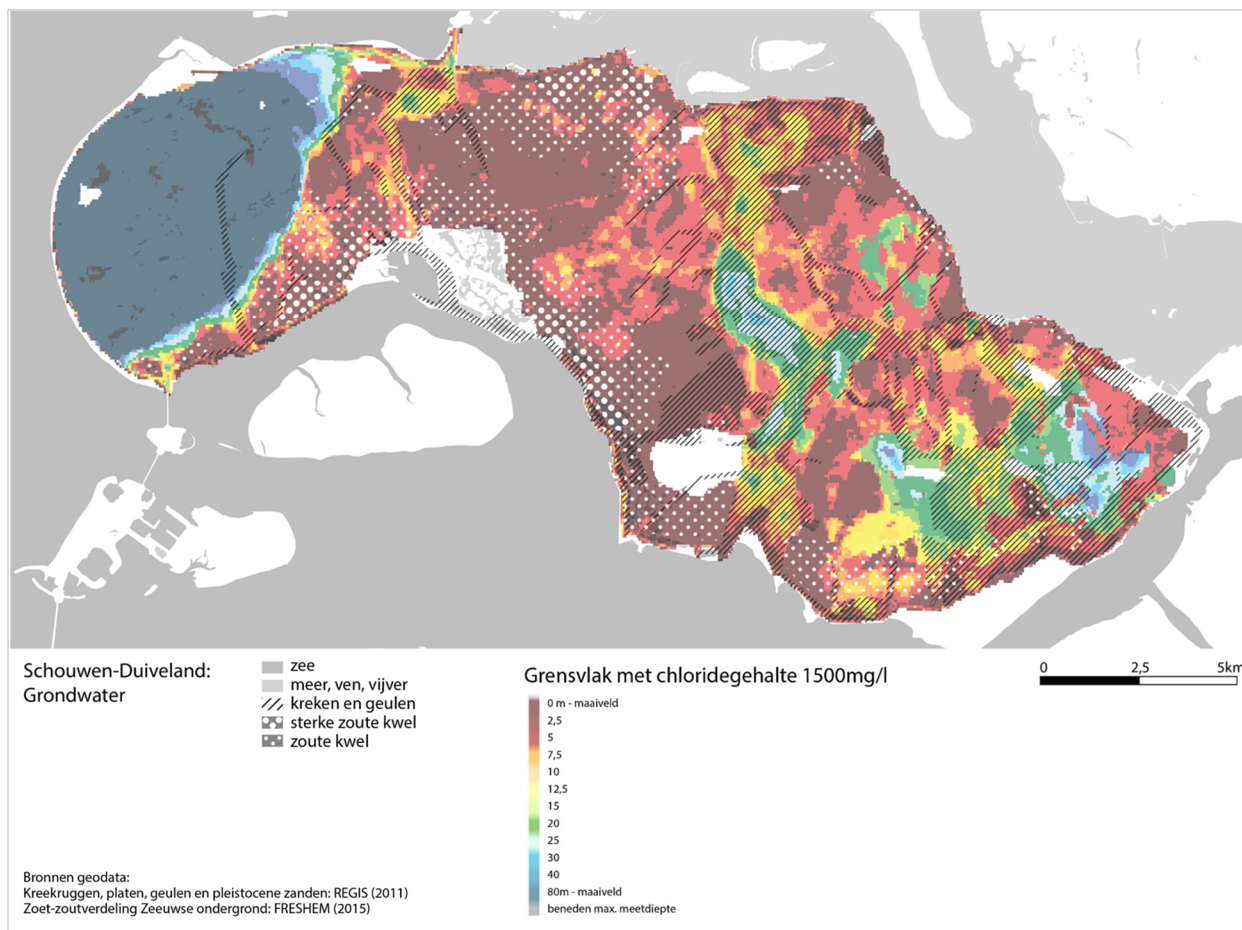 Schouwen-Duiveland:
Grondwater
zee
meer, ven, vijver
kreken en geulen
sterke zoute kwel
zoute kwel
Grensvlak met chloridegehalte 1500mg/l
0 m - maaiveld
2,5
5
7,5
10
12,5
15
20
25
30
40
80m - maaiveld
beneden max. meetdiepte
0 2,5 5km
Bronnen geodata:
Kreekruggen, platen, geulen en pleistocene zanden: REGIS (2011)
Zoet-zoutverdeling Zeeuwse ondergrond: FRESHEM (2015)